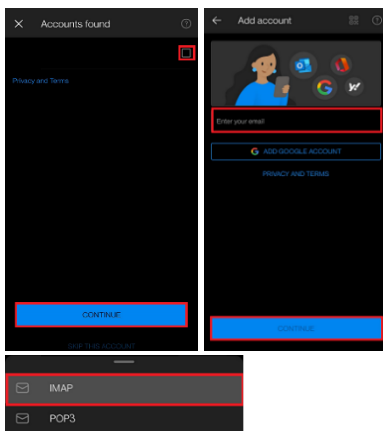 Accounts found
Privacy and Terms
CONTINUE
SKIP THIS ACCOUNT
Add account
Enter your email
G ADD GOOGLE ACCOUNT
PRIVACY AND TERMS
CONTINUE
IMAP
POP3